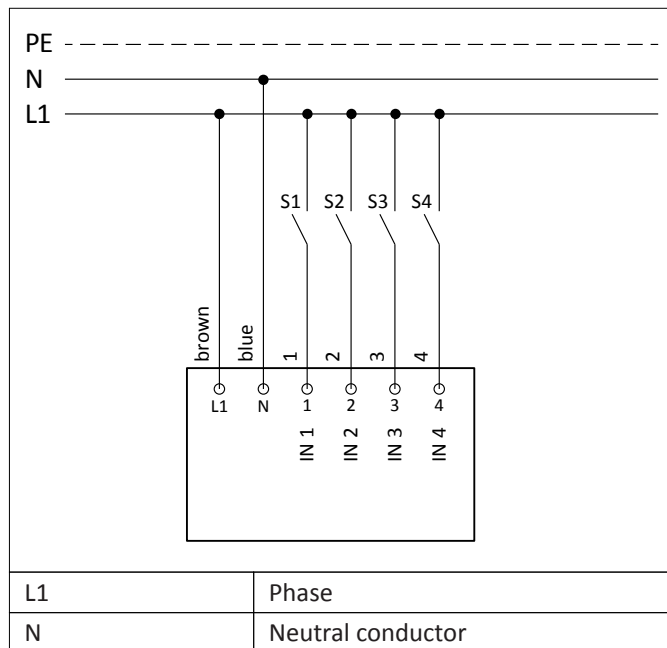 PE
N
L1
S1 S2 S3 S4
brown blue 1 2 3 4
L1 N 1 2 3 4
IN 1 IN 2 IN 3 IN 4
L1 Phase
N Neutral conductor